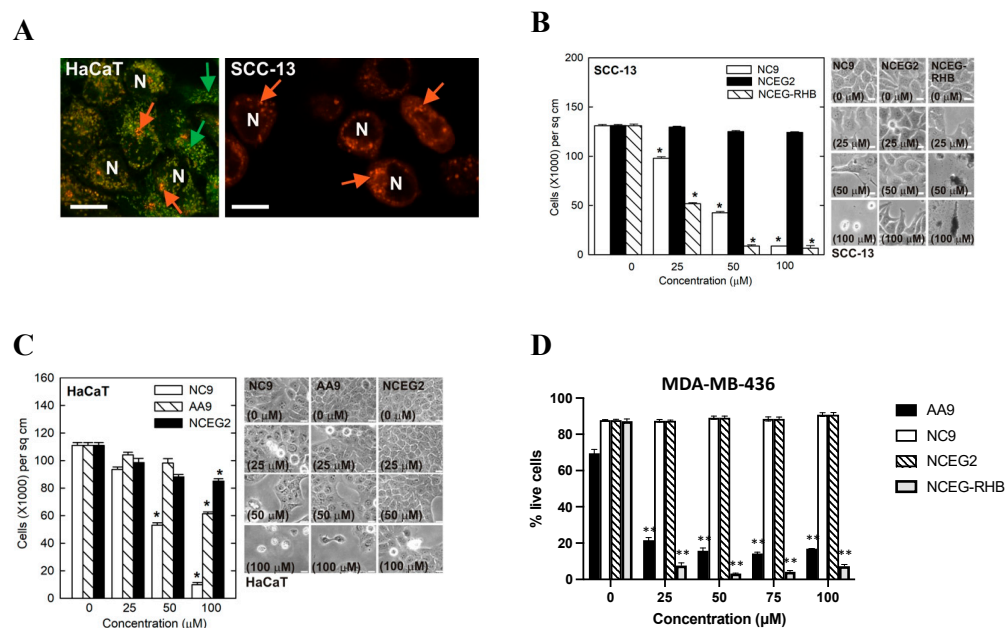 A
HaCaT
N
N
N
SCC-13
N
N
N
B
Cells (X1000) per sq cm
200
150
100
50
0
SCC-13
NC9
NCEG2
NCEG-RHB
*
*
*
*
*
*
0 25 50 100
Concentration (µM)
NC9 NCEG2 NCEG-RHB
(0 µM) (0 µM) (0 µM)
(25 µM) (25 µM) (25 µM)
(50 µM) (50 µM) (50 µM)
(100 µM) (100 µM) (100 µM)
SCC-13
C
Cells (X1000) per sq cm
160
140
120
100
80
60
40
20
0
HaCaT
NC9
AA9
NCEG2
*
*
*
*
0 25 50 100
Concentration (µM)
NC9 AA9 NCEG2
(0 µM) (0 µM) (0 µM)
(25 µM) (25 µM) (25 µM)
(50 µM) (50 µM) (50 µM)
(100 µM) (100 µM) (100 µM)
HaCaT
D
MDA-MB-436
% live cells
100
80
60
40
20
0
AA9
NC9
NCEG2
NCEG-RHB
** ** ** ** ** ** ** **
0 25 50 75 100
Concentration (µM)